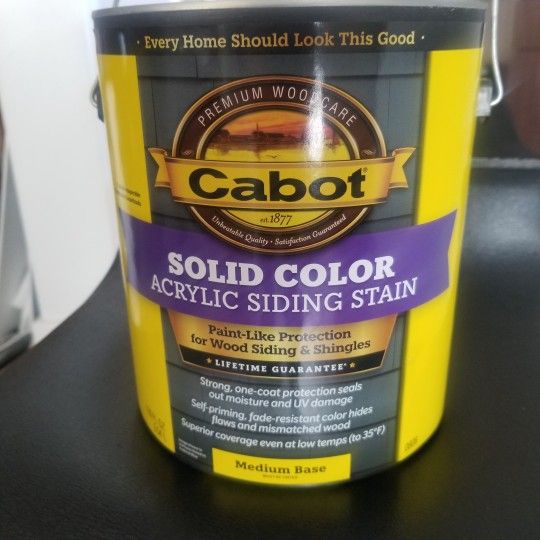 · Every Home Should Look This Good ·
PREMIUM WOODCARE
Cabot®
est. 1877
Unbeatable Quality · Satisfaction Guaranteed
SOLID COLOR
ACRYLIC SIDING STAIN
Paint-Like Protection
for Wood Siding & Shingles
★ LIFETIME GUARANTEE* ★
Strong, one-coat protection seals
out moisture and UV damage
Self-priming, fade-resistant color hides
flaws and mismatched wood
Superior coverage even at low temps (to 35°F)
Medium Base
MUST BE TINTED